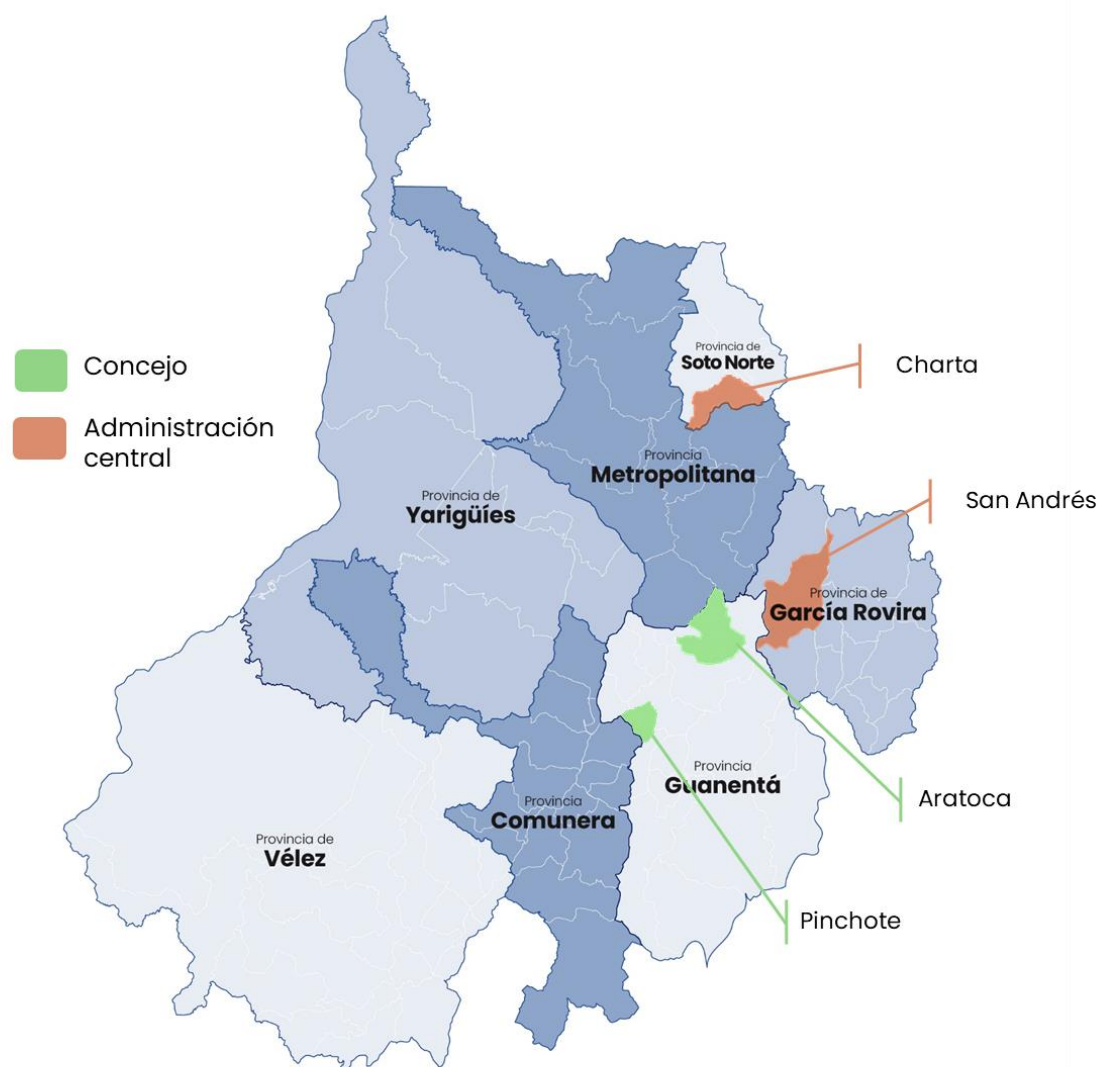 Concejo
Administración
central
Provincia de
Soto Norte
Charta
Provincia
Metropolitana
Provincia de
Yarigüíes
San Andrés
Provincia de
García Rovira
Provincia
Guanentá
Aratoca
Provincia
Comunera
Provincia de
Vélez
Pinchote